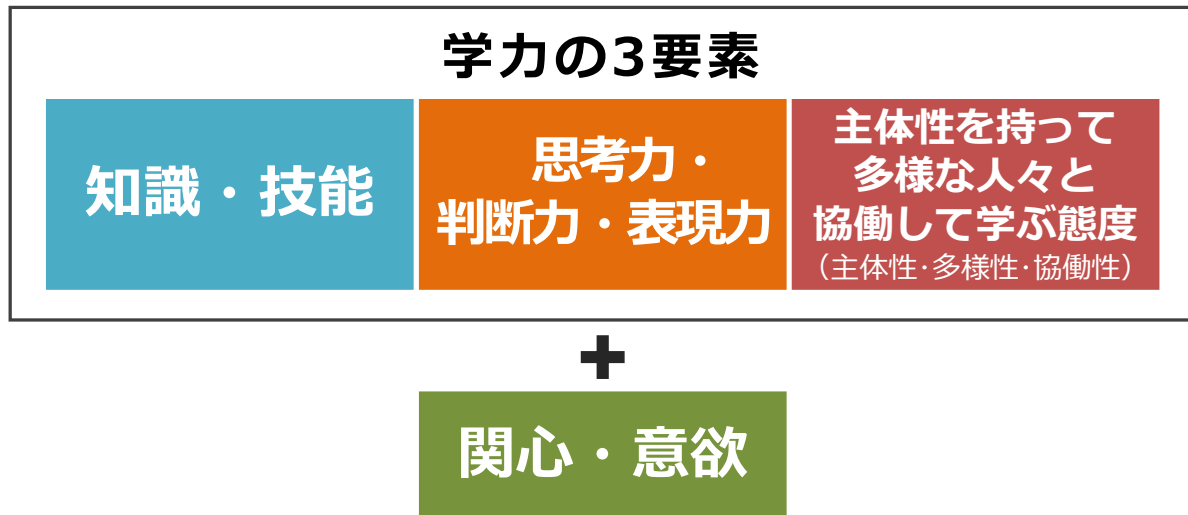 学力の3要素
知識・技能
思考力・
判断力・表現力
主体性を持って
多様な人々と
協働して学ぶ態度
（主体性･多様性･協働性）
+
関心・意欲